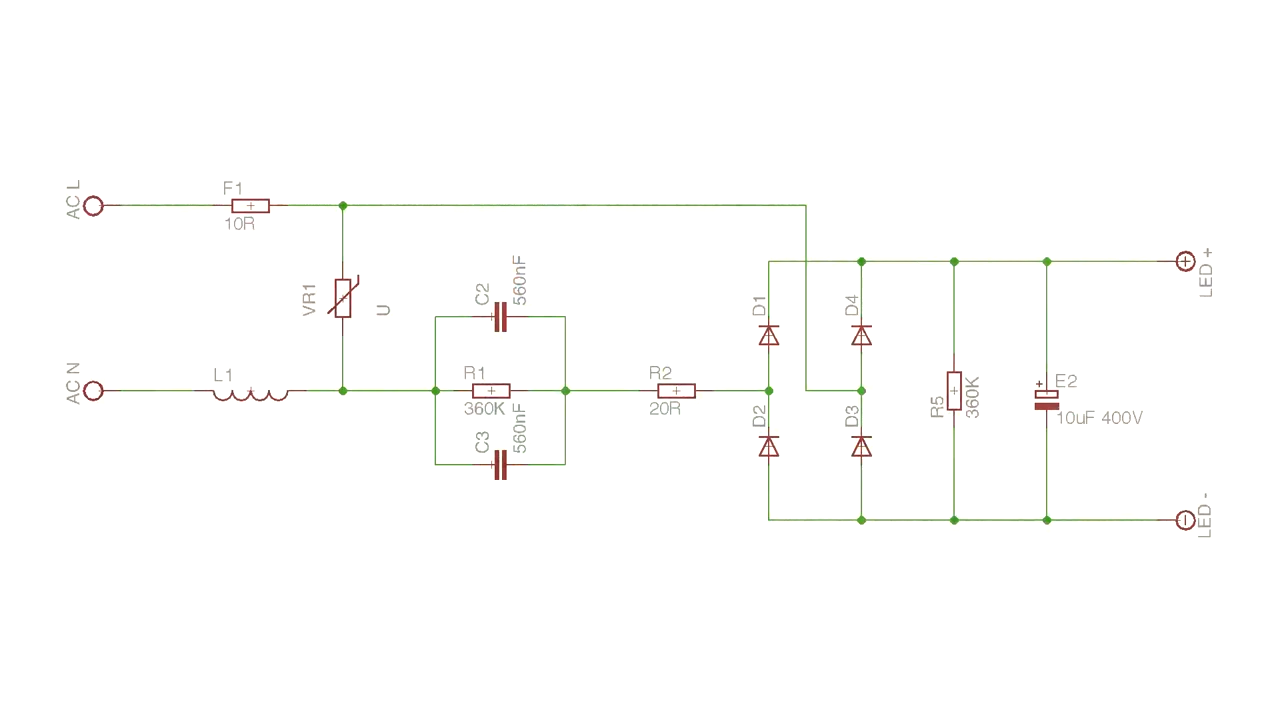 AC L
F1
10R
VR1
U
AC N
L1
C2
560nF
R1
360K
C3
560nF
R2
20R
D1
D4
D2
D3
R5
360K
+
E2
10uF 400V
LED +
LED -